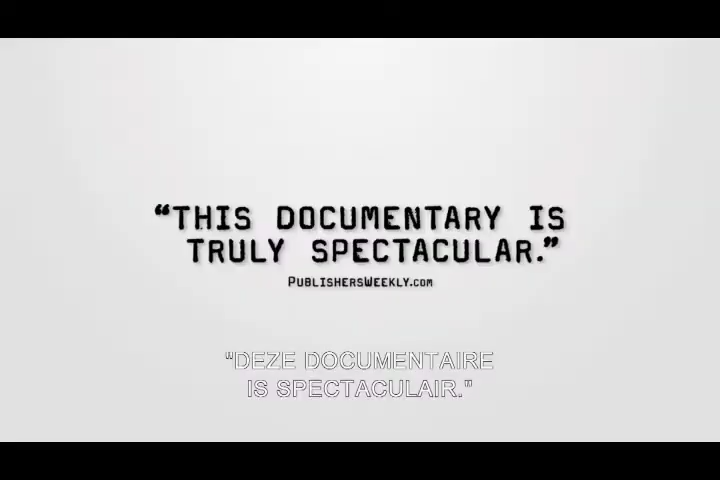 “THIS DOCUMENTARY IS
TRULY SPECTACULAR.”
PUBLISHERSWEEKLY.COM
"DEZE DOCUMENTAIRE
IS SPECTACULAIR."